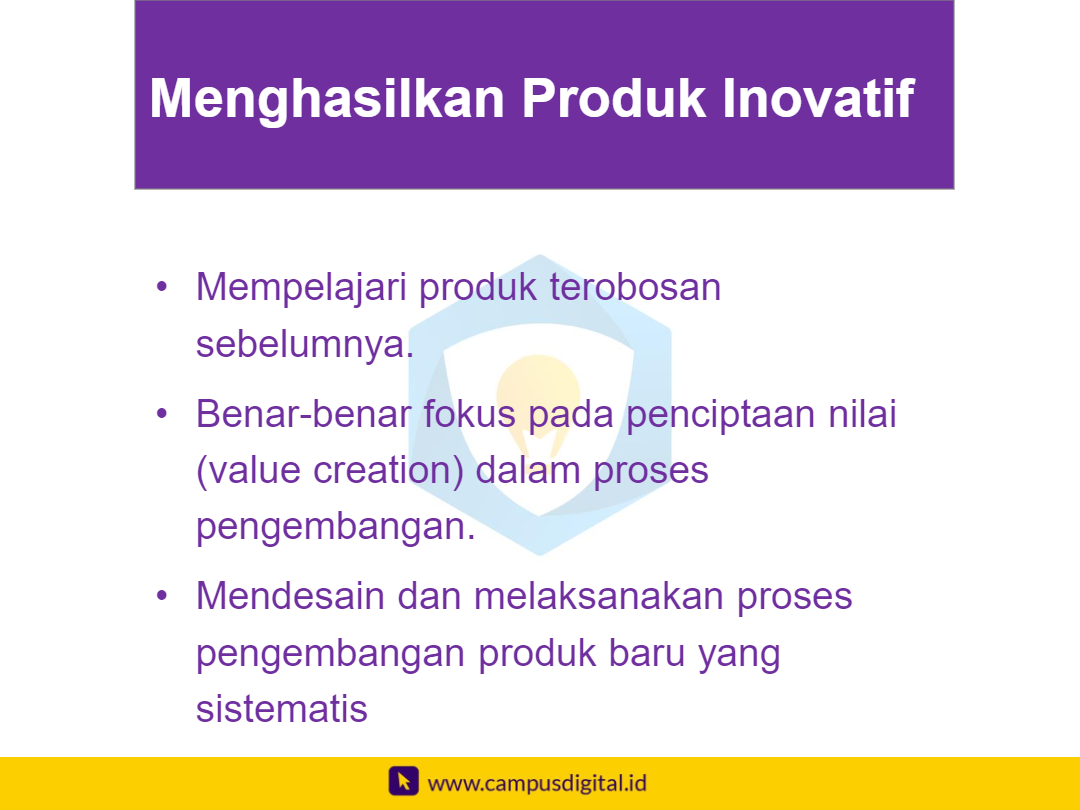 Menghasilkan Produk Inovatif
• Mempelajari produk terobosan
sebelumnya.
• Benar-benar fokus pada penciptaan nilai
(value creation) dalam proses
pengembangan.
• Mendesain dan melaksanakan proses
pengembangan produk baru yang
sistematis
www.campusdigital.id